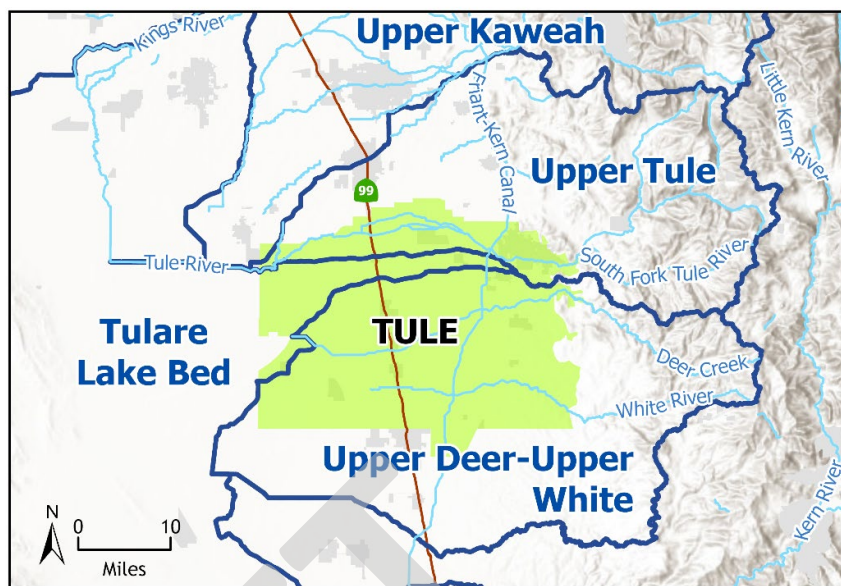 Upper Kaweah
Kings River
Friant-Kern Canal
Little Kern River
99
Upper Tule
Tule River
South Fork Tule River
TULE
Tulare
Lake Bed
Deer Creek
White River
Upper Deer-Upper
White
Kern River
N
0 10
Miles